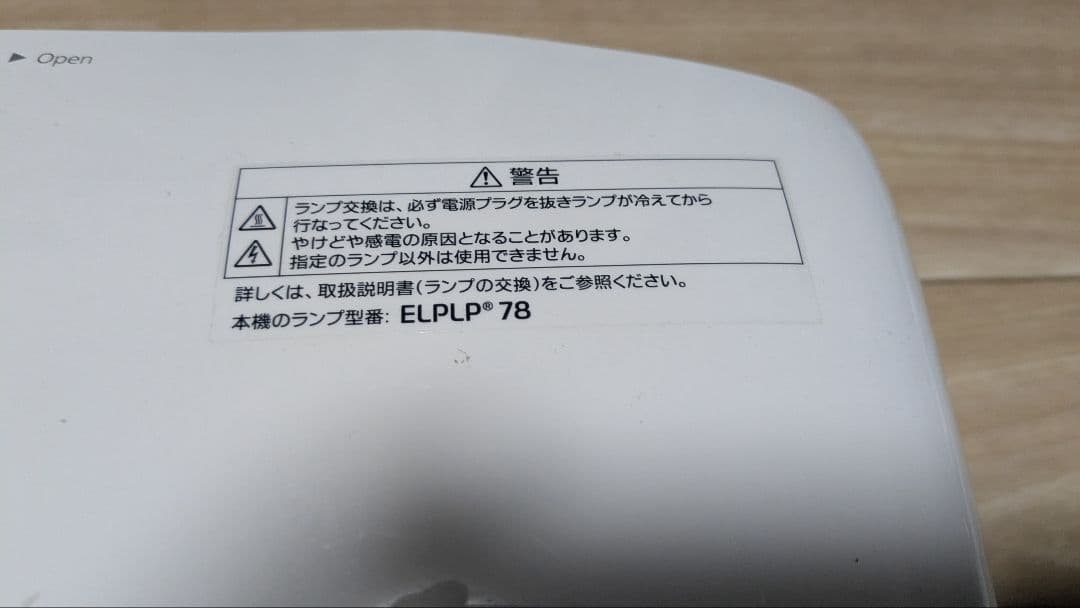 ▶ Open
⚠ 警告
ランプ交換は、必ず電源プラグを抜きランプが冷えてから
行なってください。
やけどや感電の原因となることがあります。
指定のランプ以外は使用できません。
詳しくは、取扱説明書(ランプの交換)をご参照ください。
本機のランプ型番: ELPLP® 78